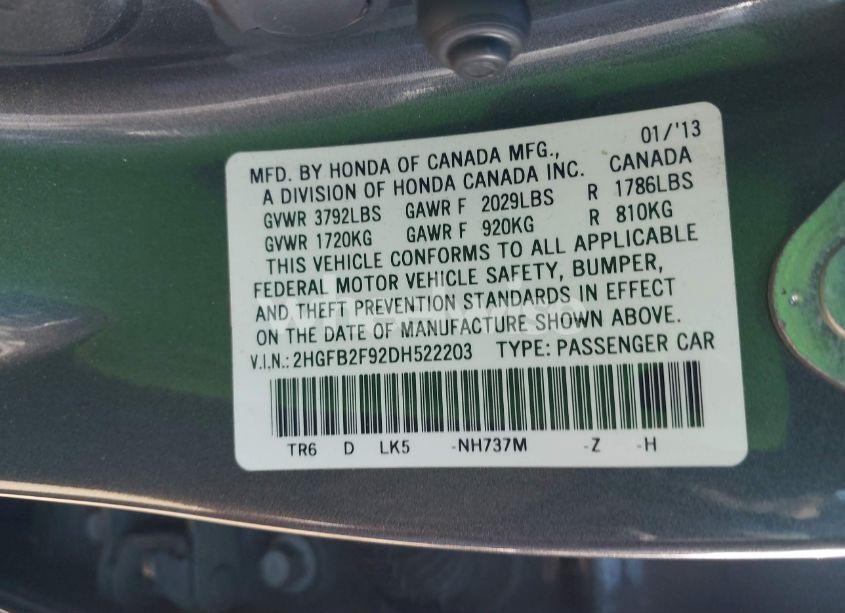 01/'13
MFD. BY HONDA OF CANADA MFG., CANADA
A DIVISION OF HONDA CANADA INC.
GVWR 3792LBS GAWR F 2029LBS R 1786LBS
GVWR 1720KG GAWR F 920KG R 810KG
THIS VEHICLE CONFORMS TO ALL APPLICABLE
FEDERAL MOTOR VEHICLE SAFETY, BUMPER,
AND THEFT PREVENTION STANDARDS IN EFFECT
ON THE DATE OF MANUFACTURE SHOWN ABOVE.
V.I.N.: 2HGFB2F92DH522203 TYPE: PASSENGER CAR
TR6 D LK5 -NH737M -Z -H